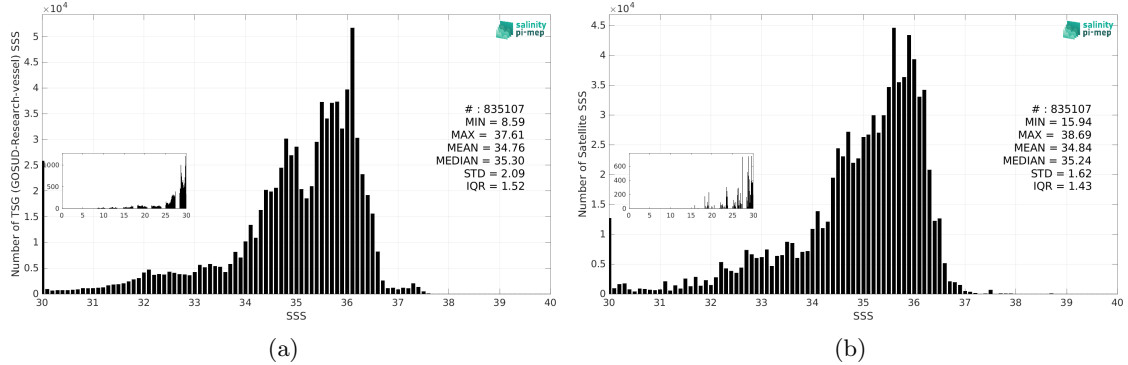 ×10⁴
5
4.5
4
3.5
3
2.5
2
1.5
1
0.5
0
Number of TSG (GOSUD-Research-vessel) SSS
30 31 32 33 34 35 36 37 38 39 40
SSS
salinity
pi-mep
# : 835107
MIN = 8.59
MAX = 37.61
MEAN = 34.76
MEDIAN = 35.30
STD = 2.09
IQR = 1.52
1000
500
0
0 5 10 15 20 25 30
(a)
×10⁴
4.5
4
3.5
3
2.5
2
1.5
1
0.5
0
Number of Satellite SSS
30 31 32 33 34 35 36 37 38 39 40
SSS
salinity
pi-mep
# : 835107
MIN = 15.94
MAX = 38.69
MEAN = 34.84
MEDIAN = 35.24
STD = 1.62
IQR = 1.43
600
400
200
0
0 5 10 15 20 25 30
(b)